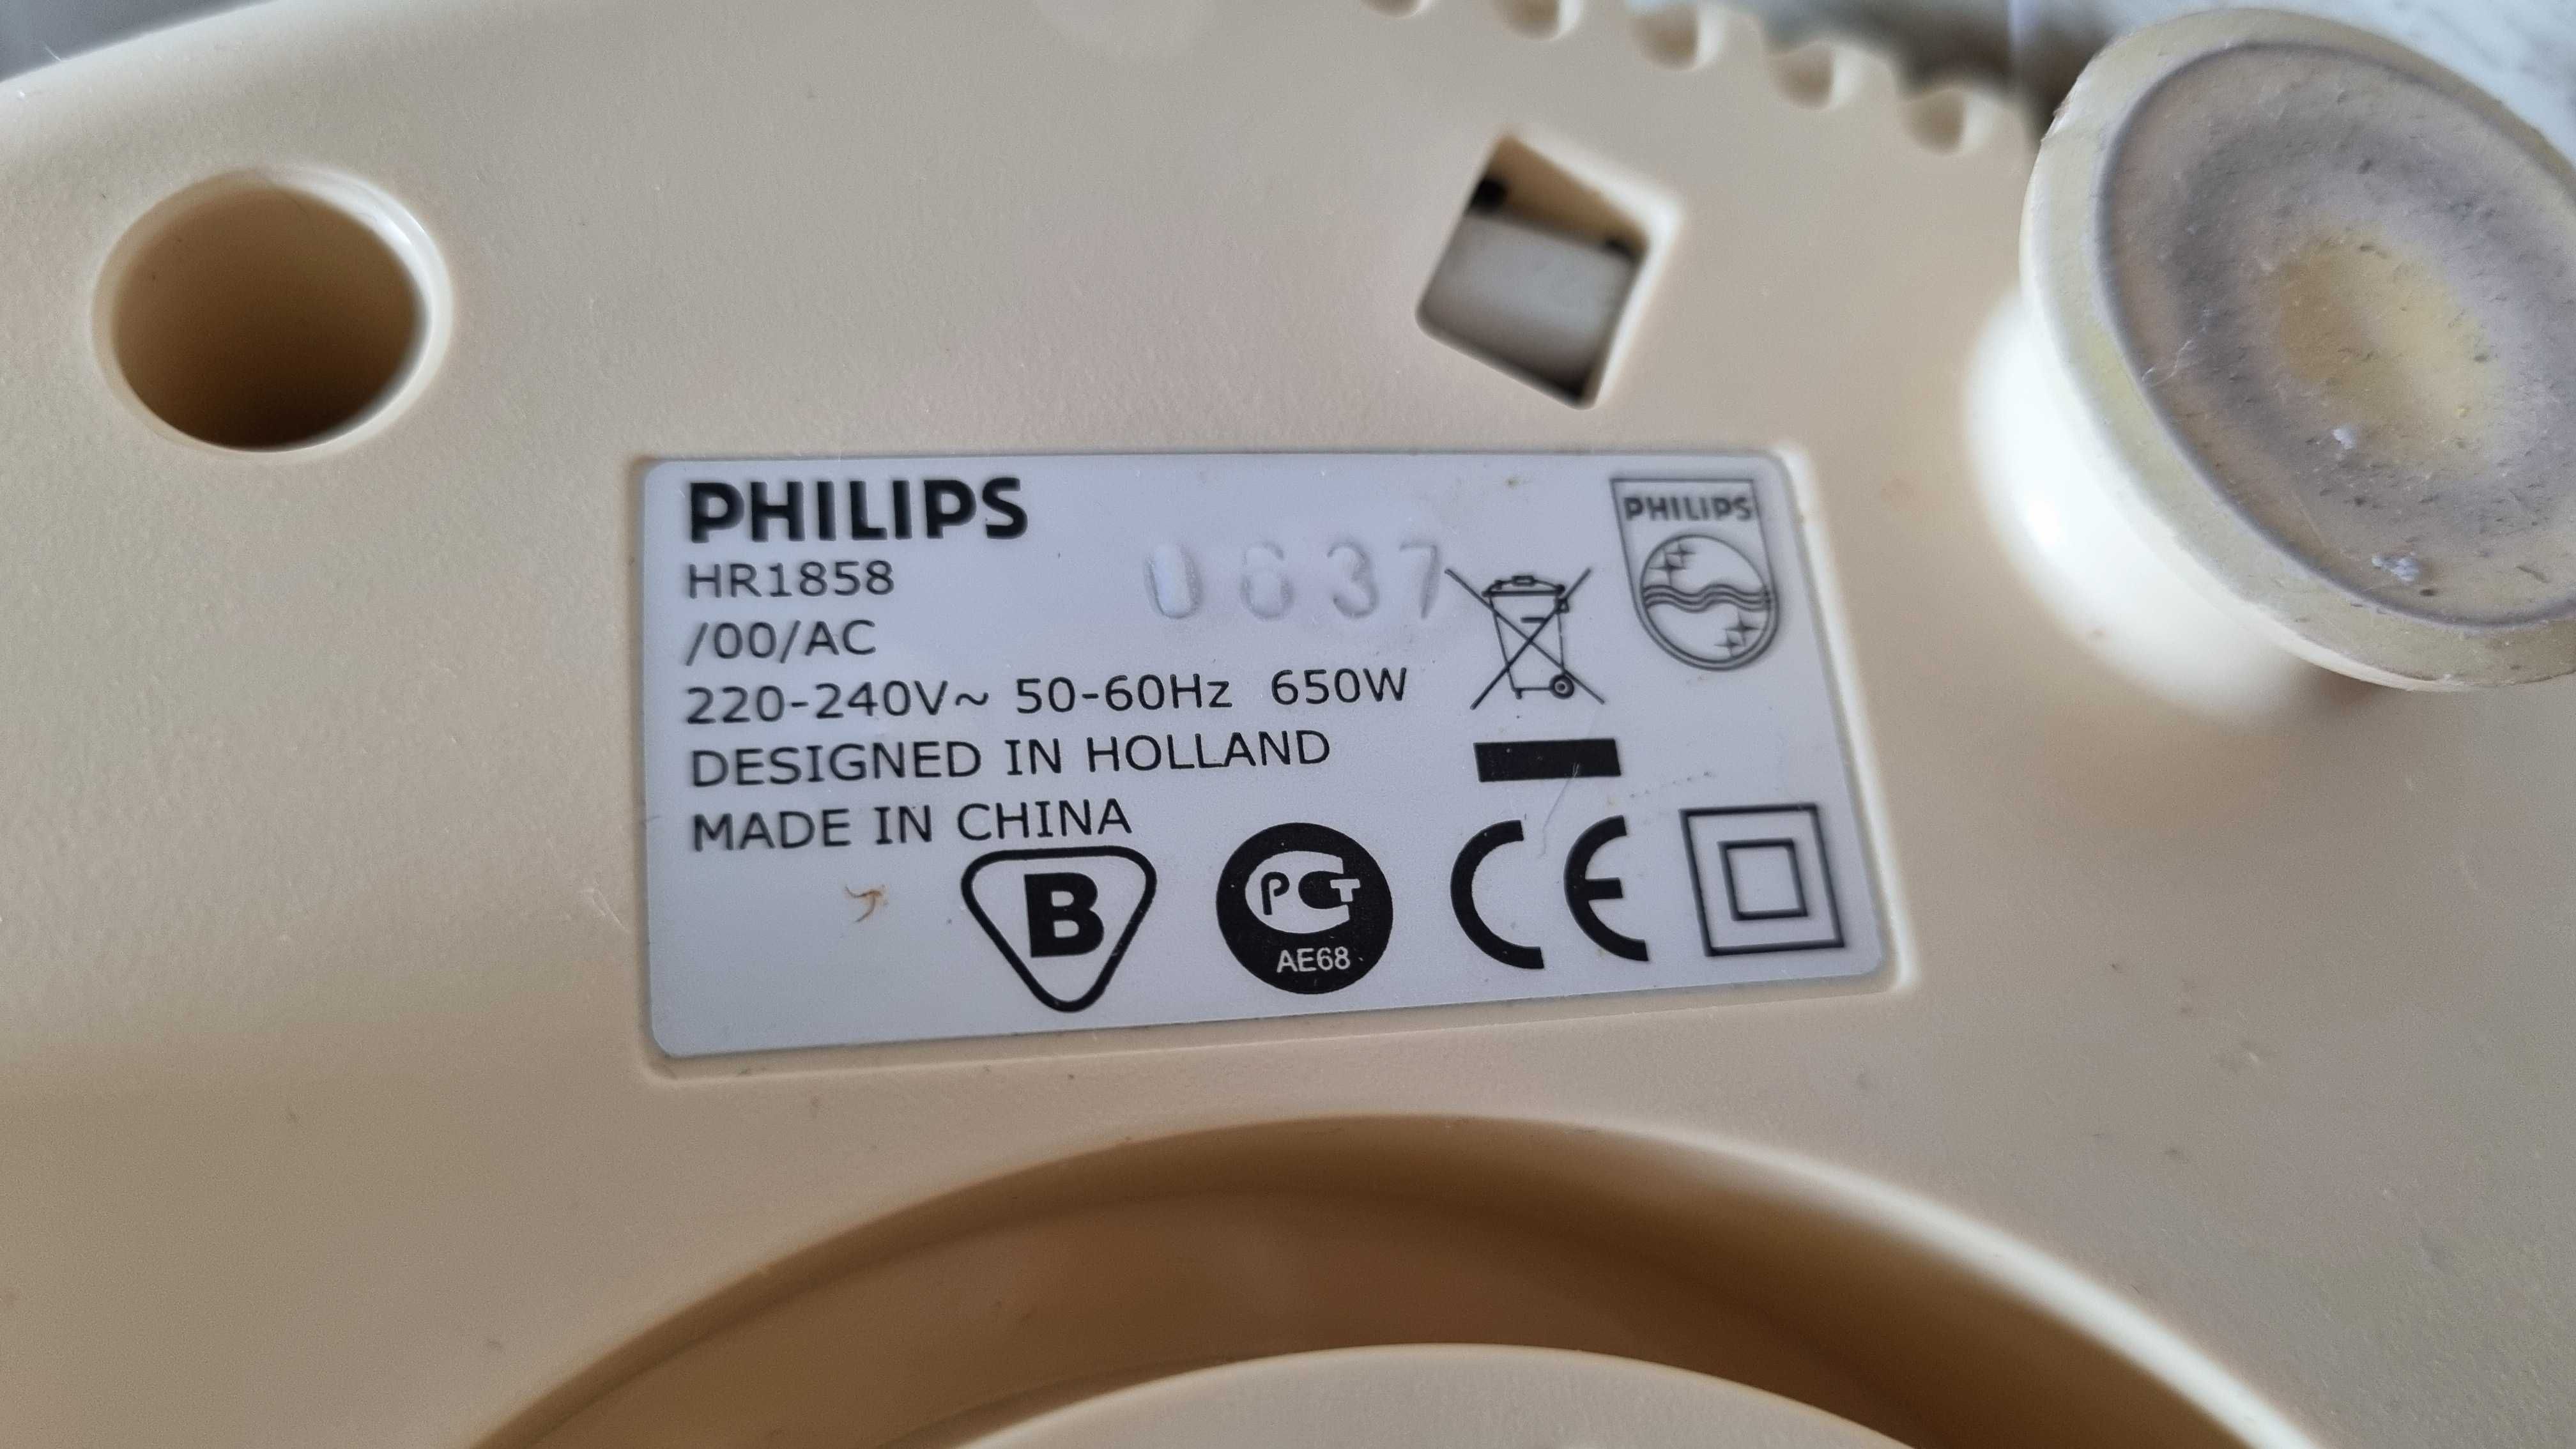 PHILIPS
HR1858
/00/AC
0637
220-240V~ 50-60Hz 650W
DESIGNED IN HOLLAND
MADE IN CHINA
PHILIPS
B
РСТ
AE68
CE